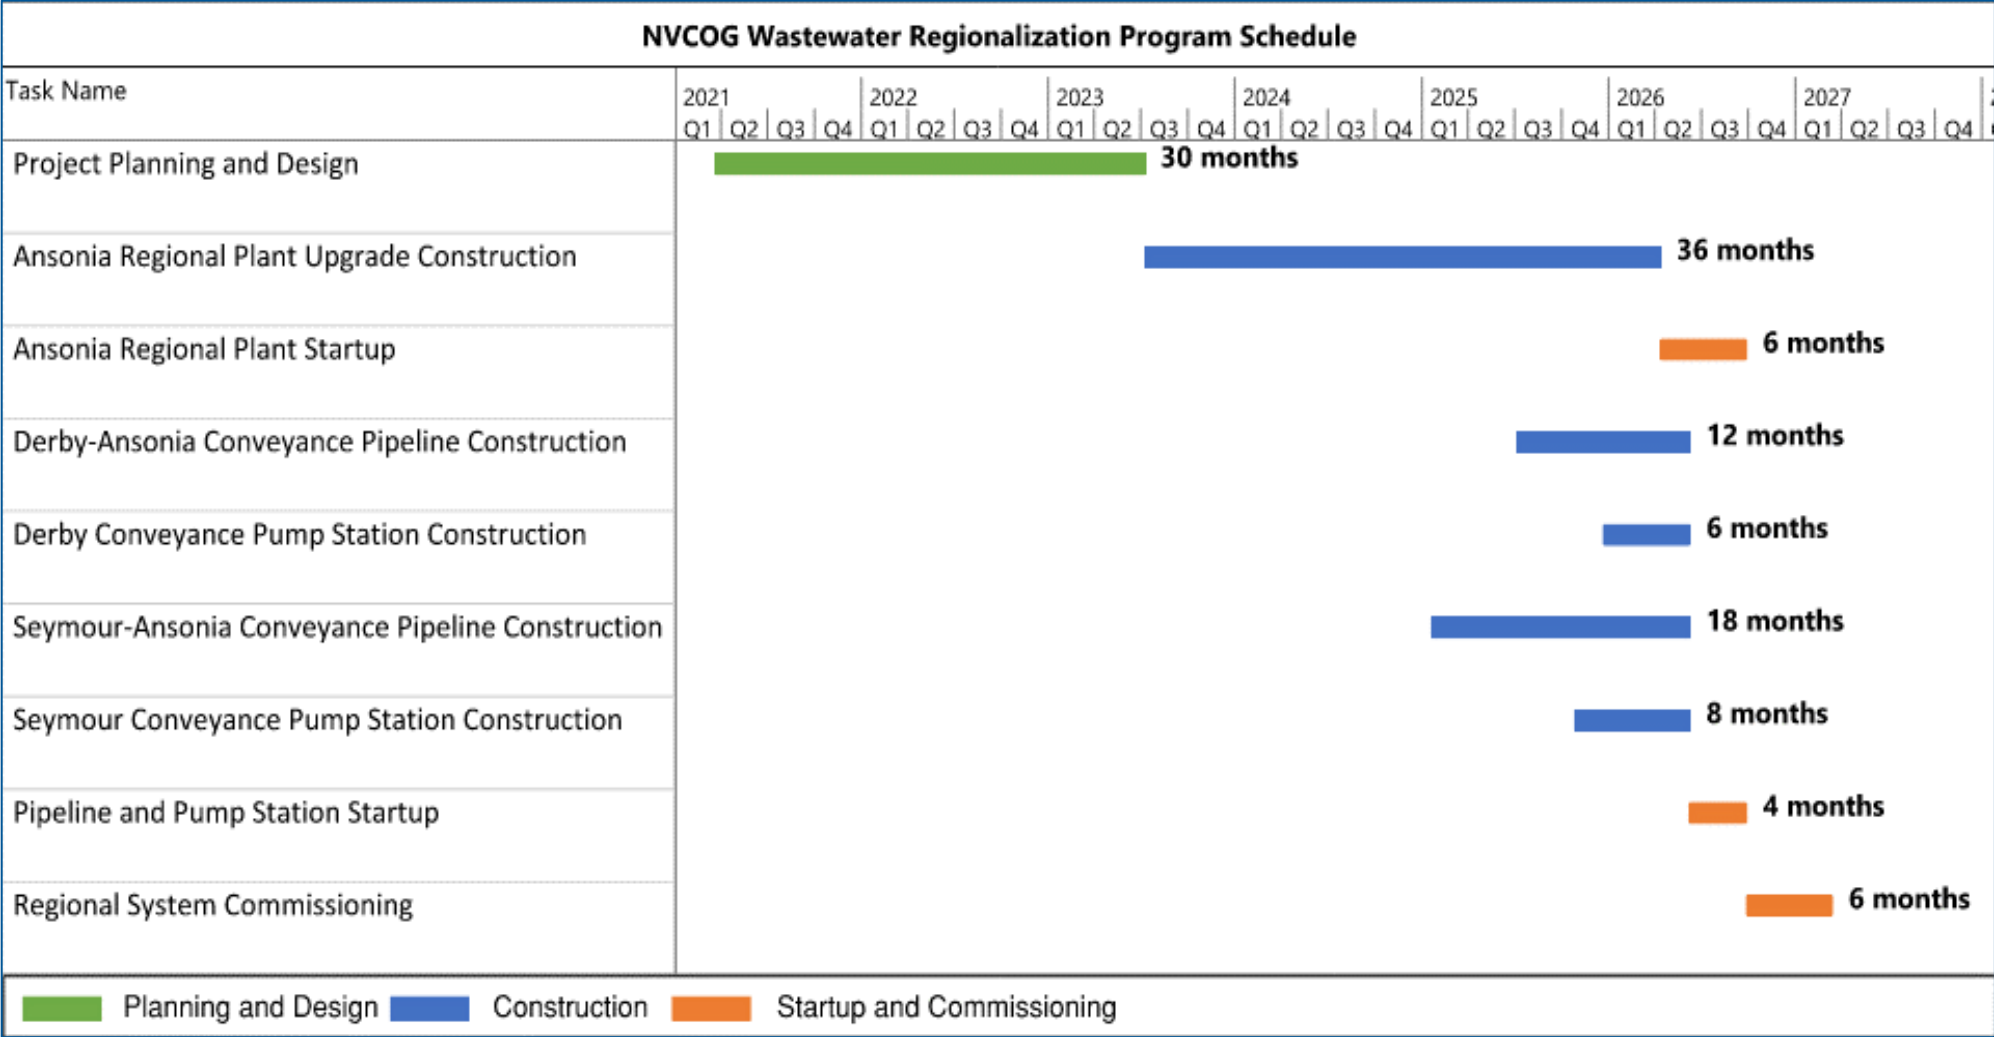 NVCOG Wastewater Regionalization Program Schedule
Task Name
2021 2022 2023 2024 2025 2026 2027
Q1 Q2 Q3 Q4 Q1 Q2 Q3 Q4 Q1 Q2 Q3 Q4 Q1 Q2 Q3 Q4 Q1 Q2 Q3 Q4 Q1 Q2 Q3 Q4 Q1 Q2 Q3 Q4
Project Planning and Design 30 months
Ansonia Regional Plant Upgrade Construction 36 months
Ansonia Regional Plant Startup 6 months
Derby-Ansonia Conveyance Pipeline Construction 12 months
Derby Conveyance Pump Station Construction 6 months
Seymour-Ansonia Conveyance Pipeline Construction 18 months
Seymour Conveyance Pump Station Construction 8 months
Pipeline and Pump Station Startup 4 months
Regional System Commissioning 6 months
Planning and Design Construction Startup and Commissioning